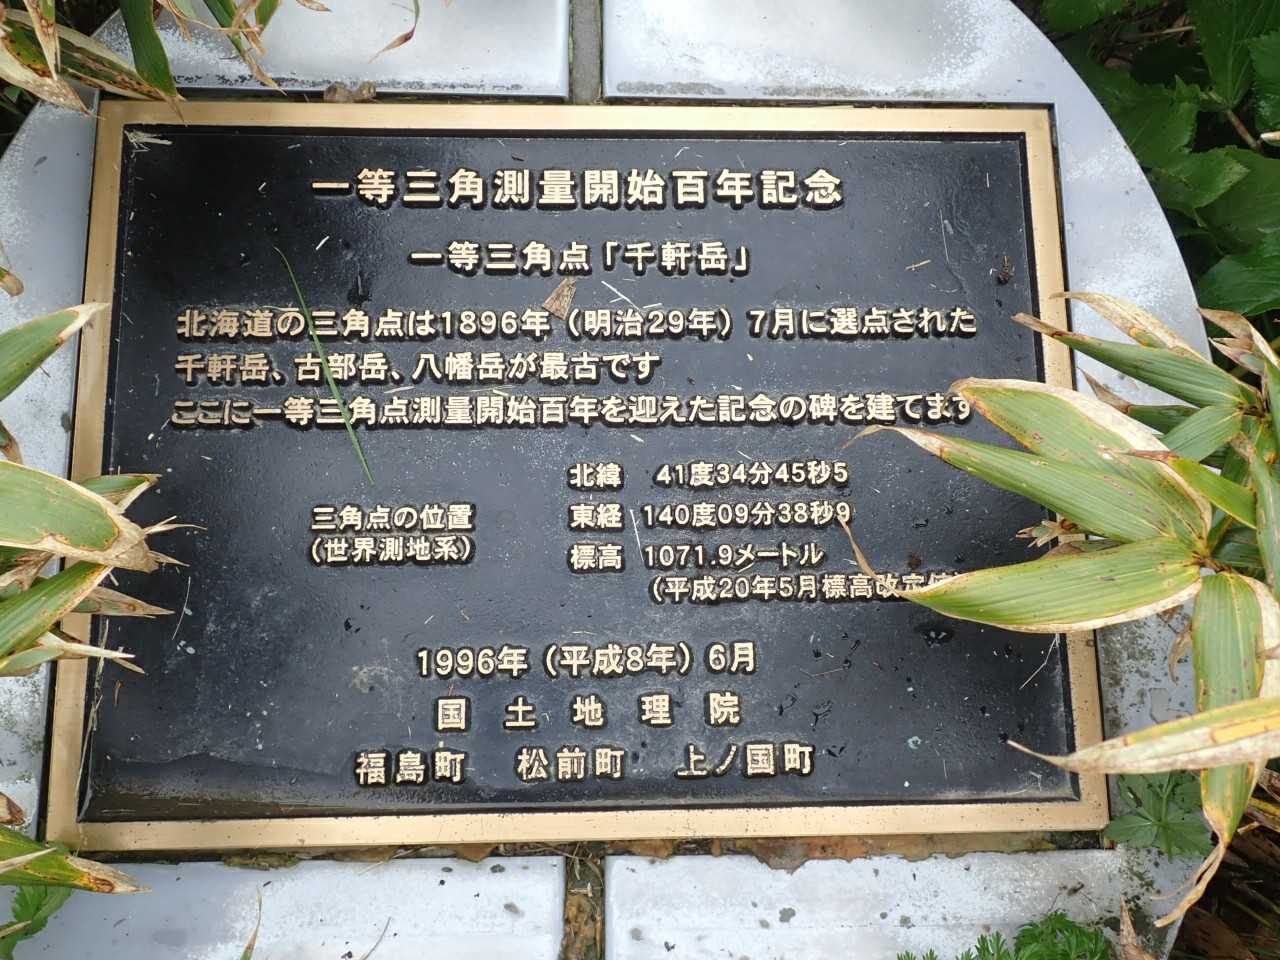 一等三角測量開始百年記念
一等三角点「千軒岳」
北海道の三角点は1896年（明治29年）7月に選点された
千軒岳、古部岳、八幡岳が最古です
ここに一等三角点測量開始百年を迎えた記念の碑を建てます
北緯 41度34分45秒5
三角点の位置 東経 140度09分38秒9
（世界測地系） 標高 1071.9メートル
（平成20年5月標高改定
1996年（平成8年）6月
国土地理院
福島町 松前町 上ノ国町